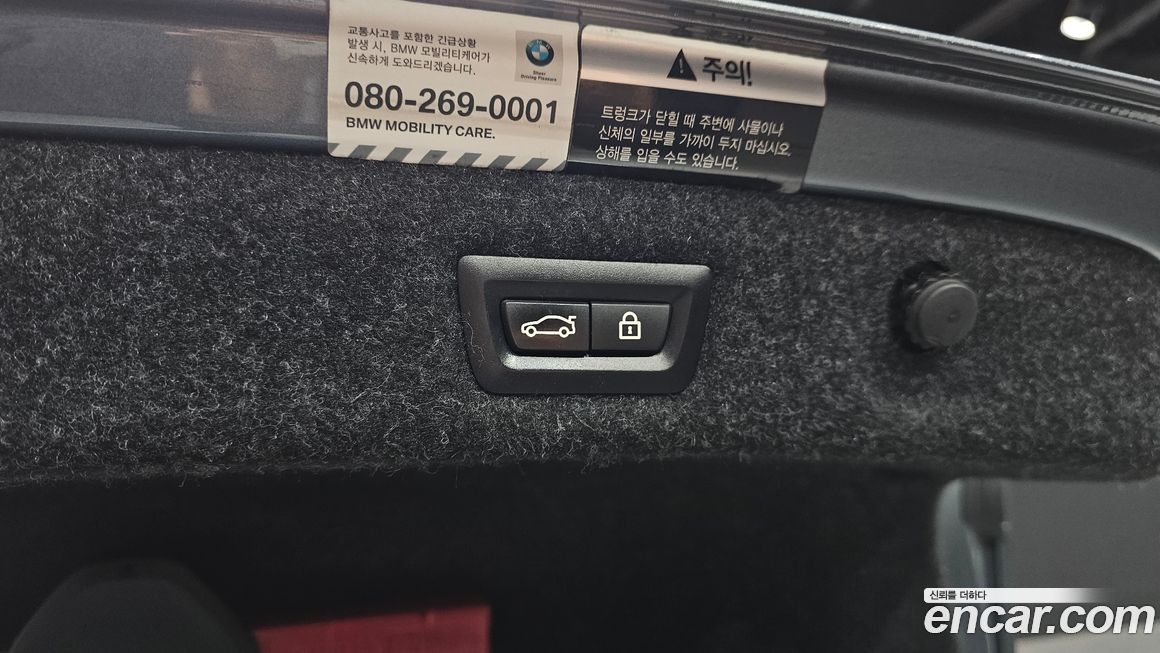 교통사고를 포함한 긴급상황
발생 시, BMW 모빌리티케어가
신속하게 도와드리겠습니다.
Sheer
Driving Pleasure
080-269-0001
BMW MOBILITY CARE.
주의!
트렁크가 닫힐 때 주변에 사물이나
신체의 일부를 가까이 두지 마십시오.
상해를 입을 수도 있습니다.
신뢰를 더하다
encar.com